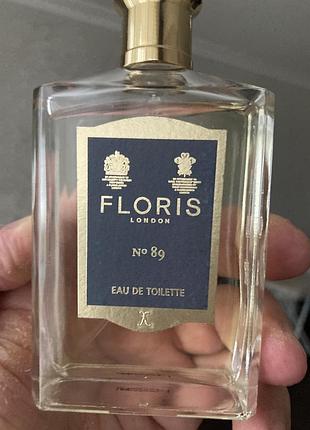 FLORIS
LONDON
Nº 89
EAU DE TOILETTE